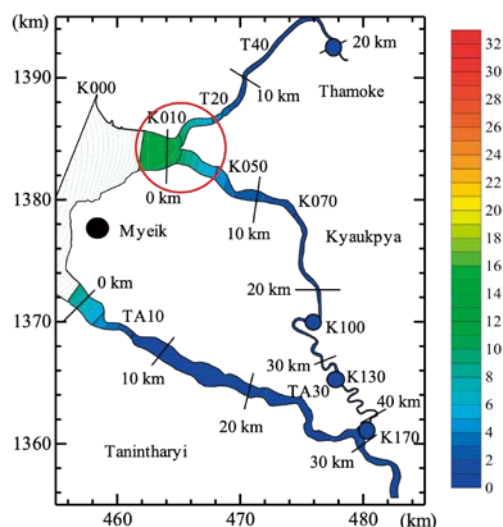 (km)
T40
20 km
1390
K000
10 km
Thamoke
T20
K010
K050
1380
0 km
K070
10 km
Myeik
Kyaukpya
0 km
20 km
1370
TA10
K100
30 km
K130
10 km
TA30
40 km
20 km
K170
1360
Tanintharyi
30 km
460
470
480
(km)
32
30
28
26
24
22
20
18
16
14
12
10
8
6
4
2
0